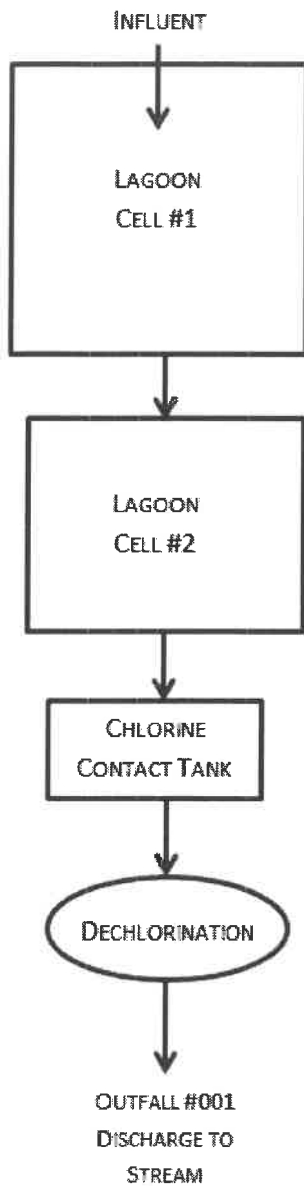 INFLUENT
LAGOON
CELL #1
LAGOON
CELL #2
CHLORINE
CONTACT TANK
DECHLORINATION
OUTFALL #001
DISCHARGE TO
STREAM